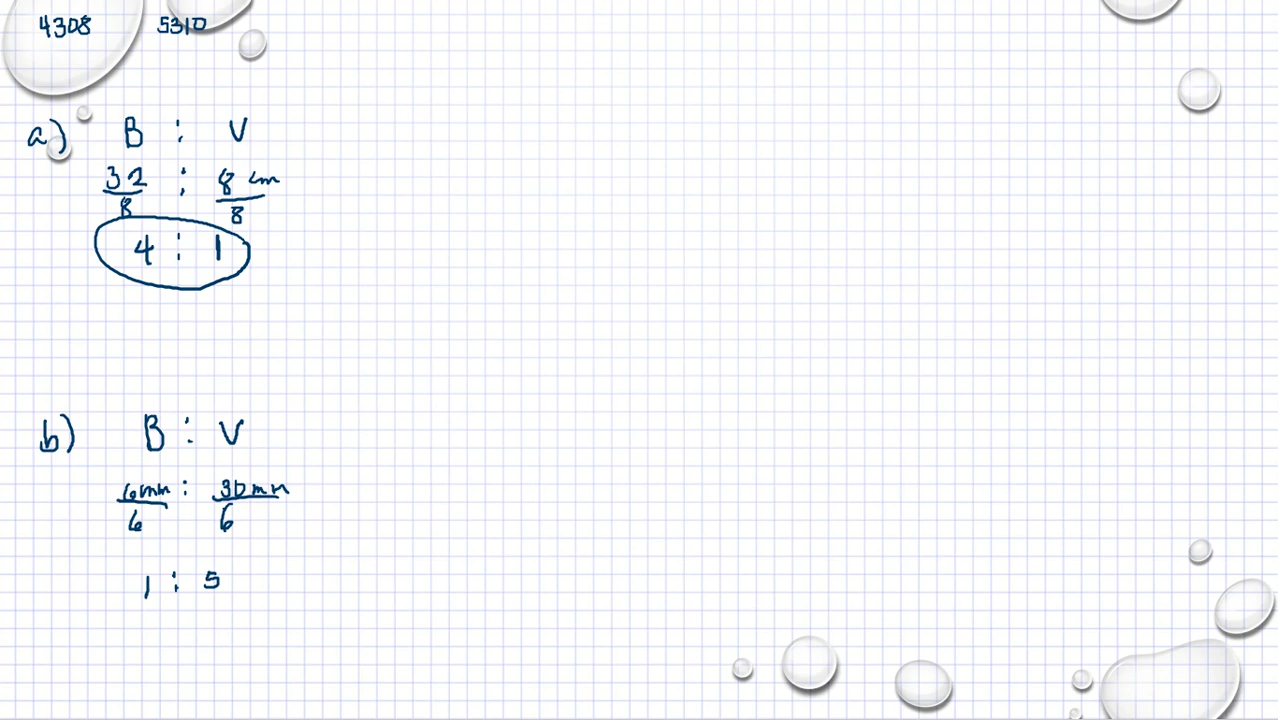 4308 5310
a) B : V
32 : 8 cm
8 8
4 : 1
b) B : V
6mm : 30mm
6 6
1 : 5